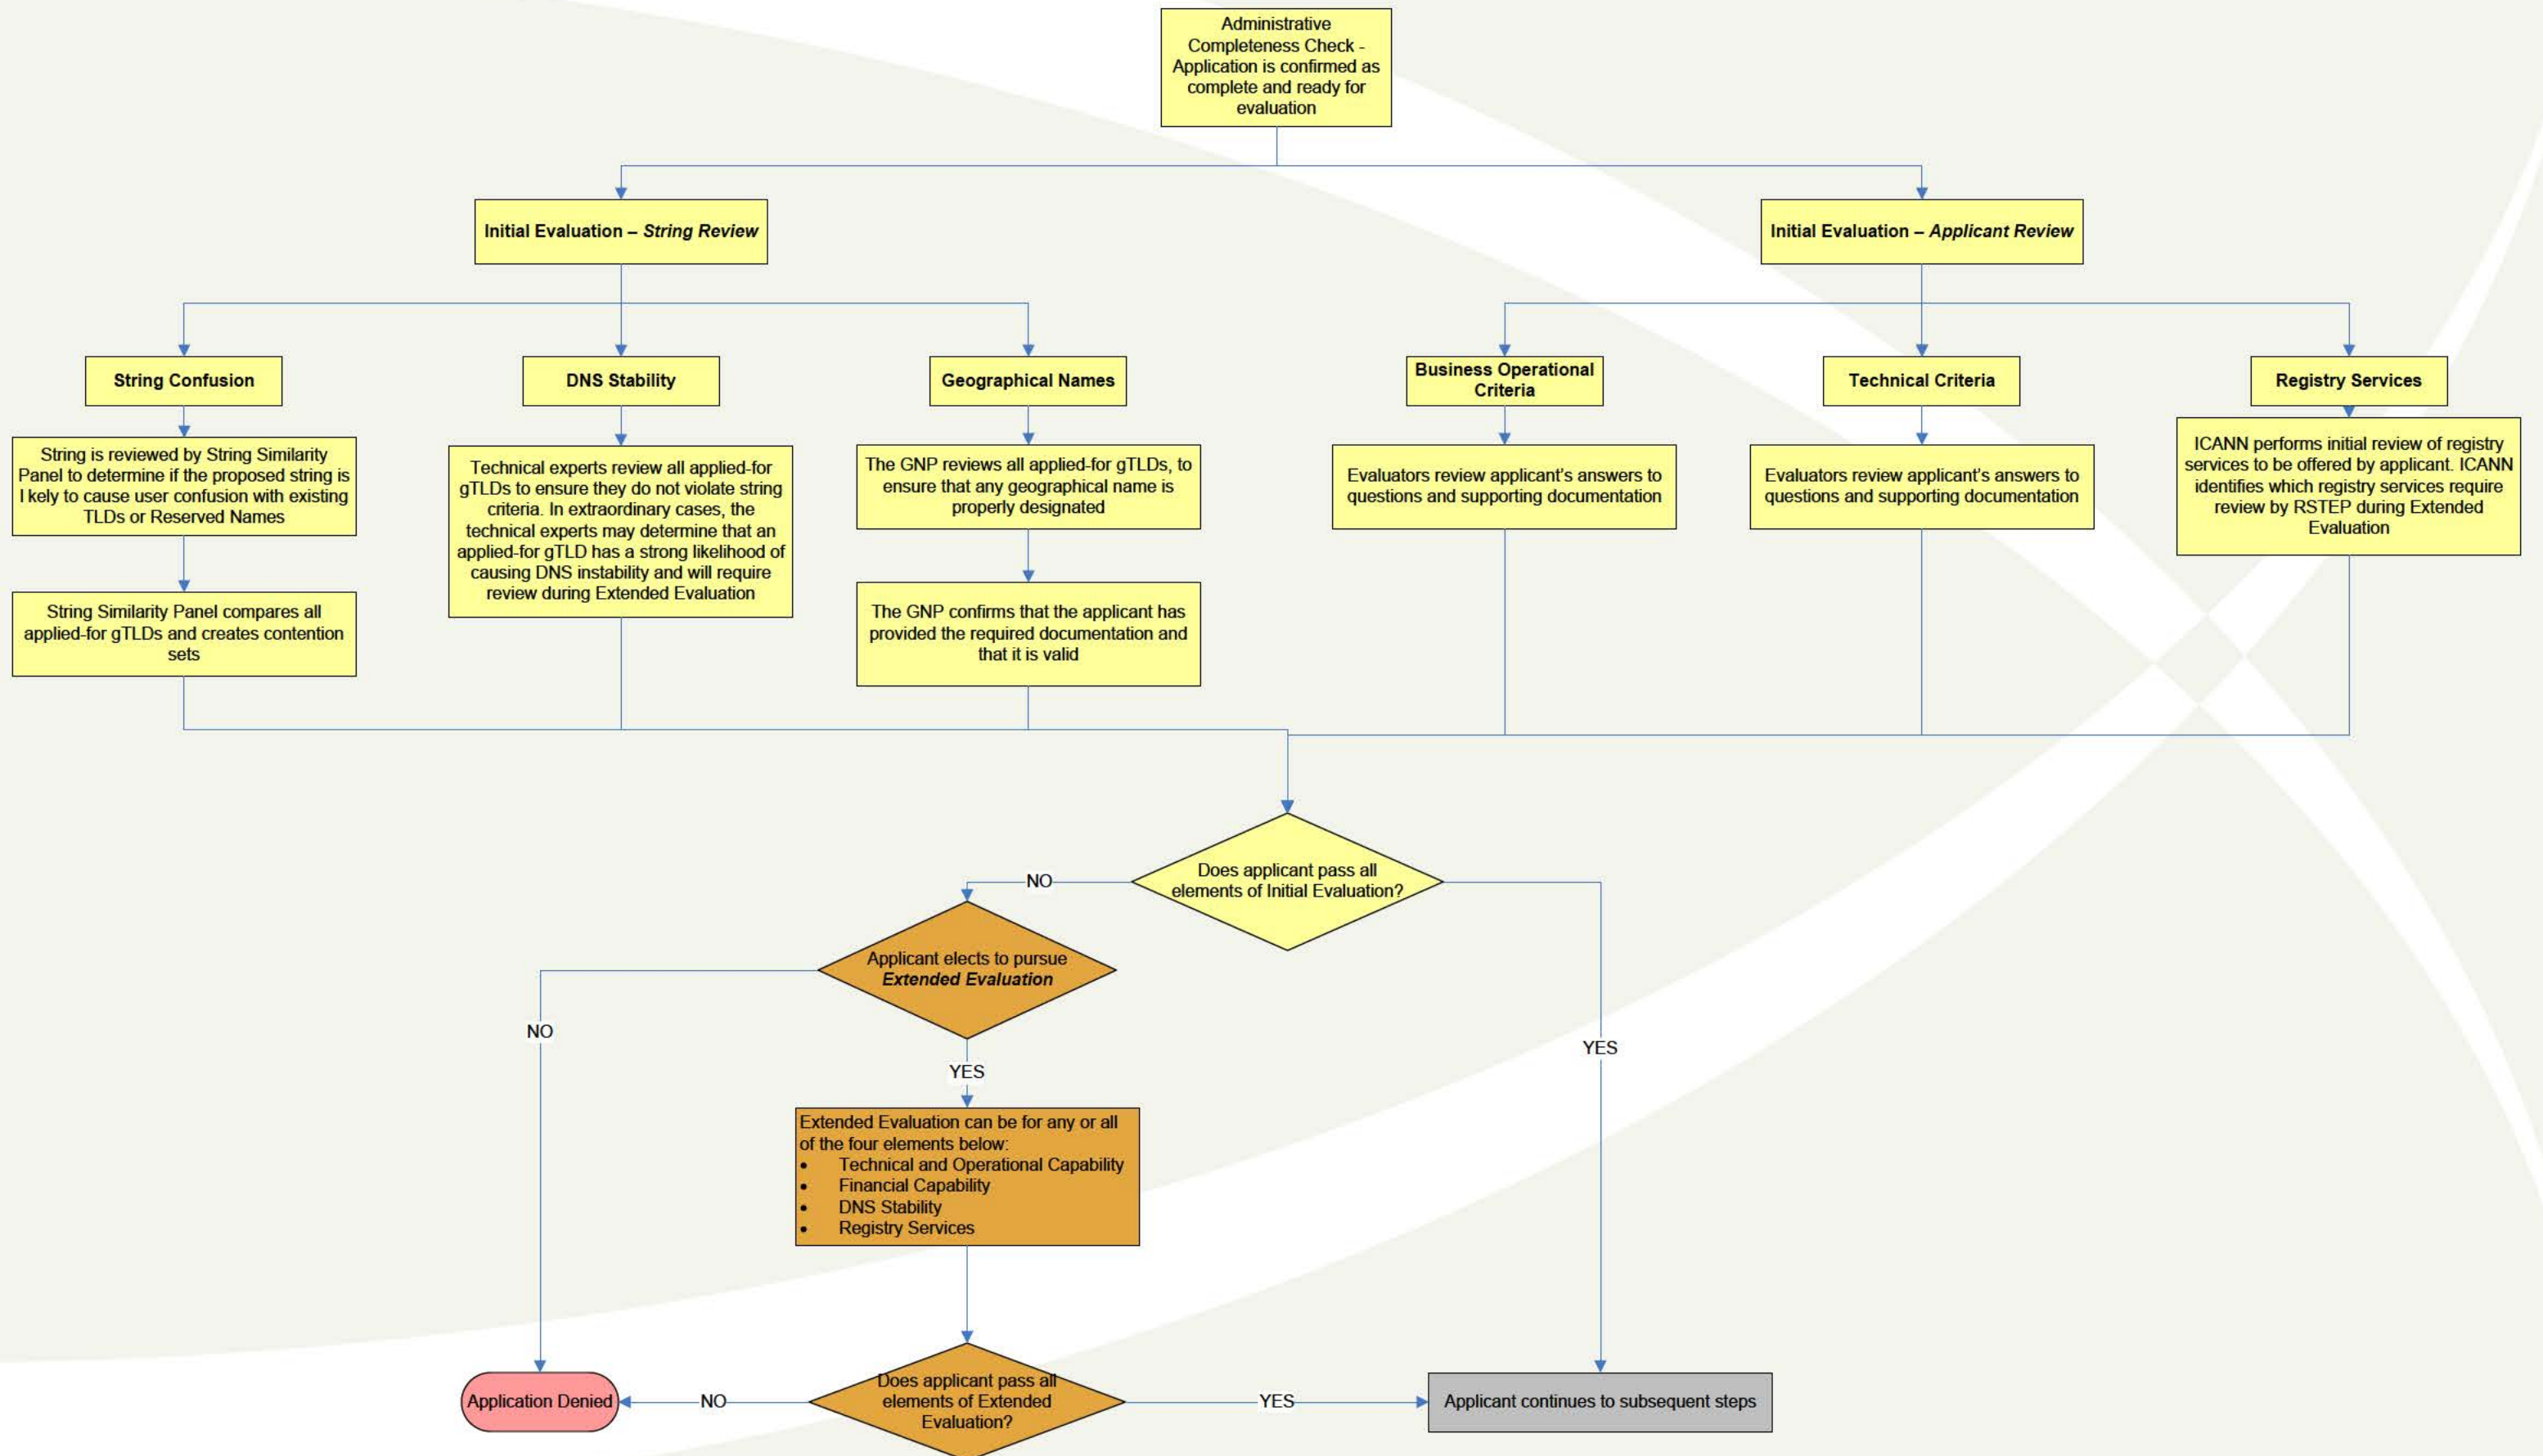 Administrative
Completeness Check -
Application is confirmed as
complete and ready for
evaluation
Initial Evaluation – String Review
Initial Evaluation – Applicant Review
String Confusion
DNS Stability
Geographical Names
Business Operational
Criteria
Technical Criteria
Registry Services
String is reviewed by String Similarity
Panel to determine if the proposed string is
l kely to cause user confusion with existing
TLDs or Reserved Names
Technical experts review all applied-for
gTLDs to ensure they do not violate string
criteria. In extraordinary cases, the
technical experts may determine that an
applied-for gTLD has a strong likelihood of
causing DNS instability and will require
review during Extended Evaluation
The GNP reviews all applied-for gTLDs, to
ensure that any geographical name is
properly designated
Evaluators review applicant's answers to
questions and supporting documentation
Evaluators review applicant's answers to
questions and supporting documentation
ICANN performs initial review of registry
services to be offered by applicant. ICANN
identifies which registry services require
review by RSTEP during Extended
Evaluation
String Similarity Panel compares all
applied-for gTLDs and creates contention
sets
The GNP confirms that the applicant has
provided the required documentation and
that it is valid
Does applicant pass all
elements of Initial Evaluation?
NO
Applicant elects to pursue
Extended Evaluation
NO
YES
YES
Extended Evaluation can be for any or all
of the four elements below:
• Technical and Operational Capability
• Financial Capability
• DNS Stability
• Registry Services
Application Denied
NO
Does applicant pass all
elements of Extended
Evaluation?
YES
Applicant continues to subsequent steps